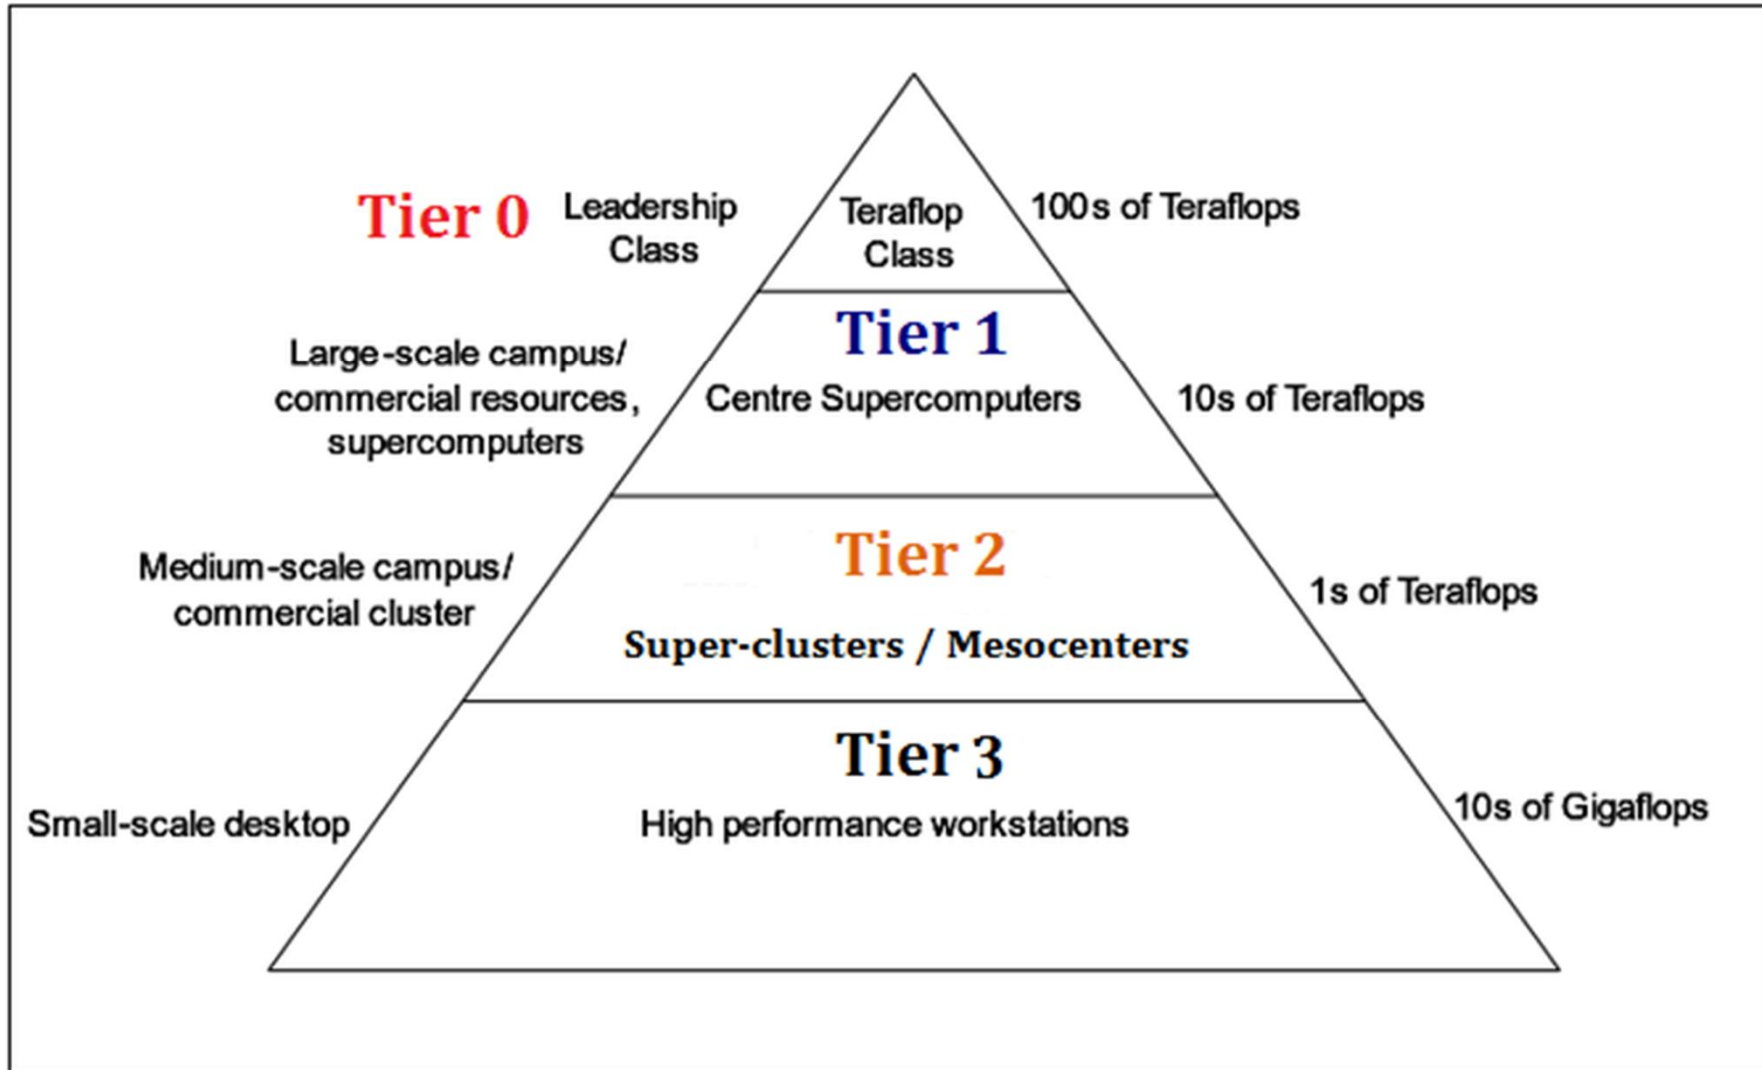 Tier 0
Leadership
Class
Teraflop
Class
100s of Teraflops
Large-scale campus/
commercial resources,
supercomputers
Tier 1
Centre Supercomputers
10s of Teraflops
Medium-scale campus/
commercial cluster
Tier 2
Super-clusters / Mesocenters
1s of Teraflops
Small-scale desktop
Tier 3
High performance workstations
10s of Gigaflops